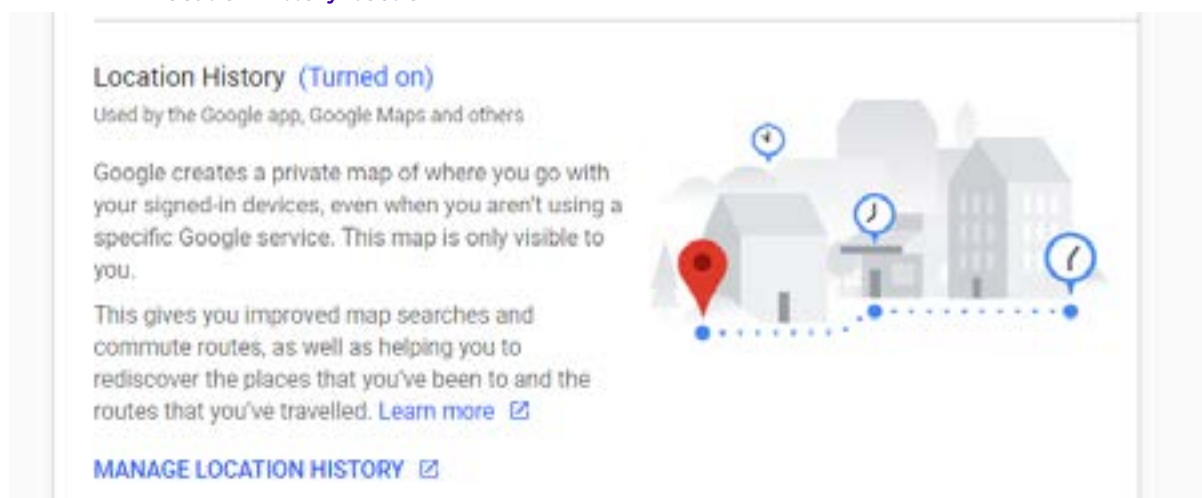 Location History (Turned on)
Used by the Google app, Google Maps and others
Google creates a private map of where you go with
your signed-in devices, even when you aren't using a
specific Google service. This map is only visible to
you.
This gives you improved map searches and
commute routes, as well as helping you to
rediscover the places that you've been to and the
routes that you've travelled. Learn more
MANAGE LOCATION HISTORY